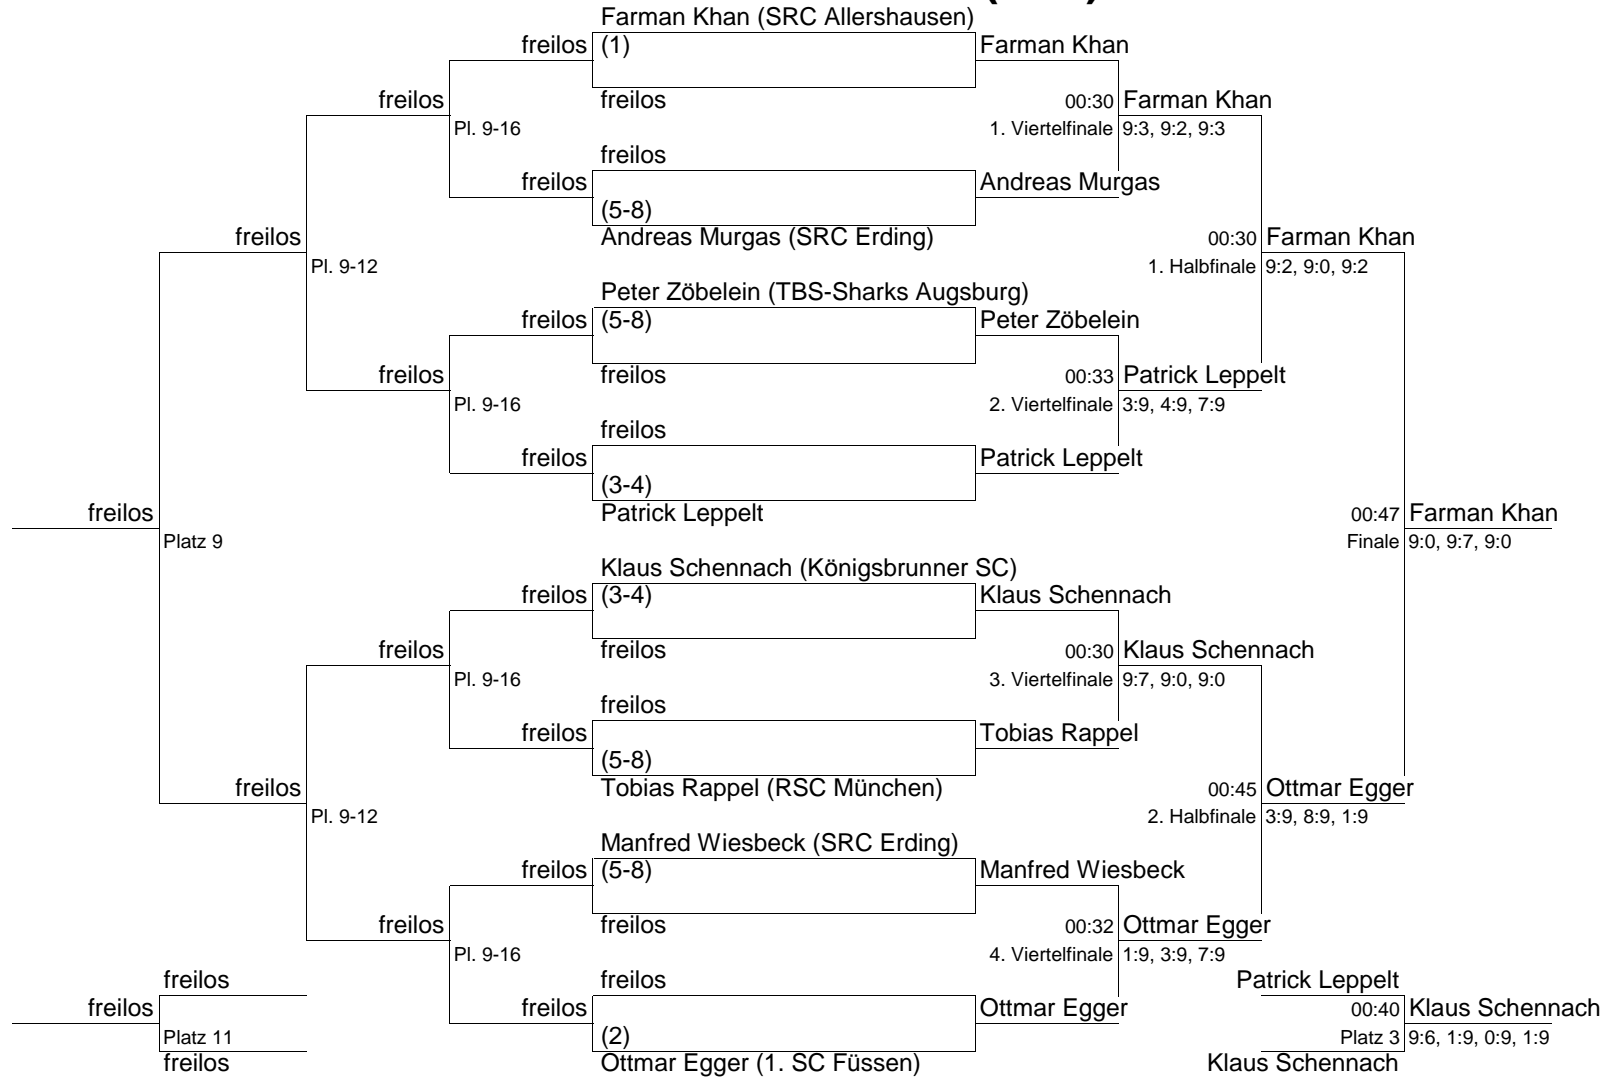 Farman Khan (SRC Allershausen)
freilos (1) Farman Khan
freilos freilos 00:30 Farman Khan
Pl. 9-16 1. Viertelfinale 9:3, 9:2, 9:3
freilos
freilos Andreas Murgas
(5-8)
freilos Andreas Murgas (SRC Erding) 00:30 Farman Khan
Pl. 9-12 1. Halbfinale 9:2, 9:0, 9:2
Peter Zöbelein (TBS-Sharks Augsburg)
freilos (5-8) Peter Zöbelein
freilos freilos 00:33 Patrick Leppelt
Pl. 9-16 2. Viertelfinale 3:9, 4:9, 7:9
freilos
freilos Patrick Leppelt
(3-4)
freilos Patrick Leppelt 00:47 Farman Khan
Platz 9 Finale 9:0, 9:7, 9:0
Klaus Schennach (Königsbrunner SC)
freilos (3-4) Klaus Schennach
freilos freilos 00:30 Klaus Schennach
Pl. 9-16 3. Viertelfinale 9:7, 9:0, 9:0
freilos
freilos Tobias Rappel
(5-8)
freilos Tobias Rappel (RSC München) 00:45 Ottmar Egger
Pl. 9-12 2. Halbfinale 3:9, 8:9, 1:9
Manfred Wiesbeck (SRC Erding)
freilos (5-8) Manfred Wiesbeck
freilos freilos 00:32 Ottmar Egger
Pl. 9-16 4. Viertelfinale 1:9, 3:9, 7:9
freilos freilos Patrick Leppelt
freilos freilos Ottmar Egger 00:40 Klaus Schennach
Platz 11 (2) Platz 3 9:6, 1:9, 0:9, 1:9
freilos Ottmar Egger (1. SC Füssen) Klaus Schennach